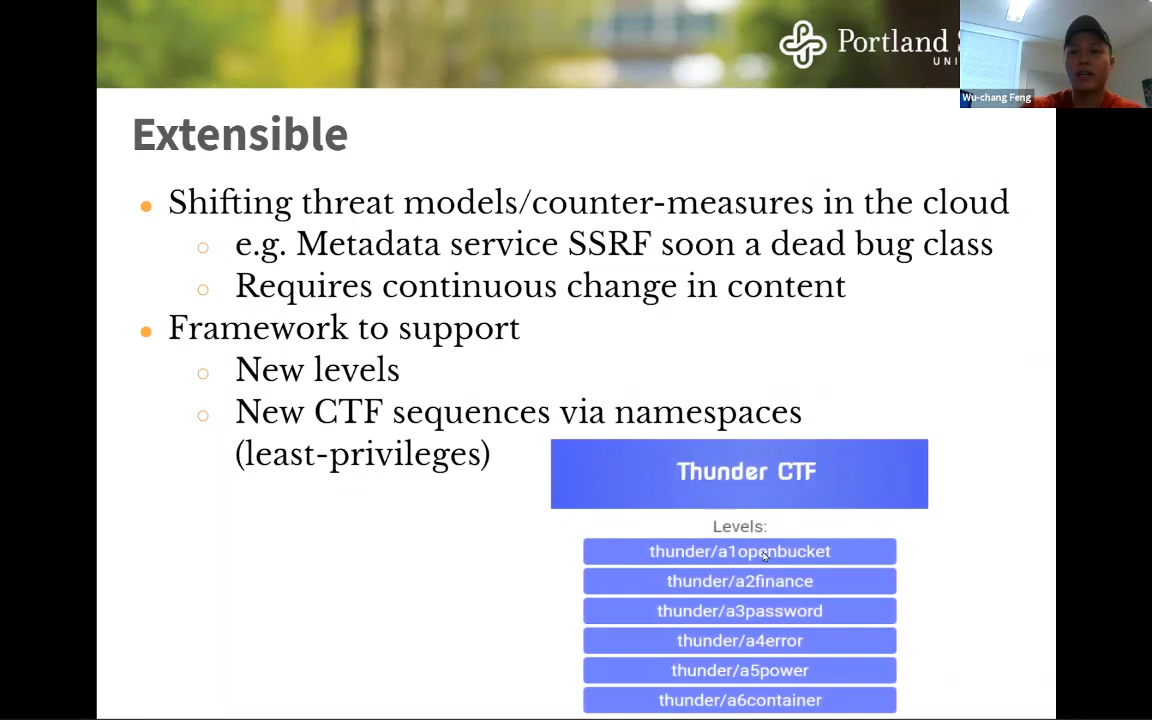 Portland
UNI
Wu-chang Feng
Extensible
• Shifting threat models/counter-measures in the cloud
○ e.g. Metadata service SSRF soon a dead bug class
○ Requires continuous change in content
• Framework to support
○ New levels
○ New CTF sequences via namespaces
(least-privileges)
Thunder CTF
Levels:
thunder/a1openbucket
thunder/a2finance
thunder/a3password
thunder/a4error
thunder/a5power
thunder/a6container